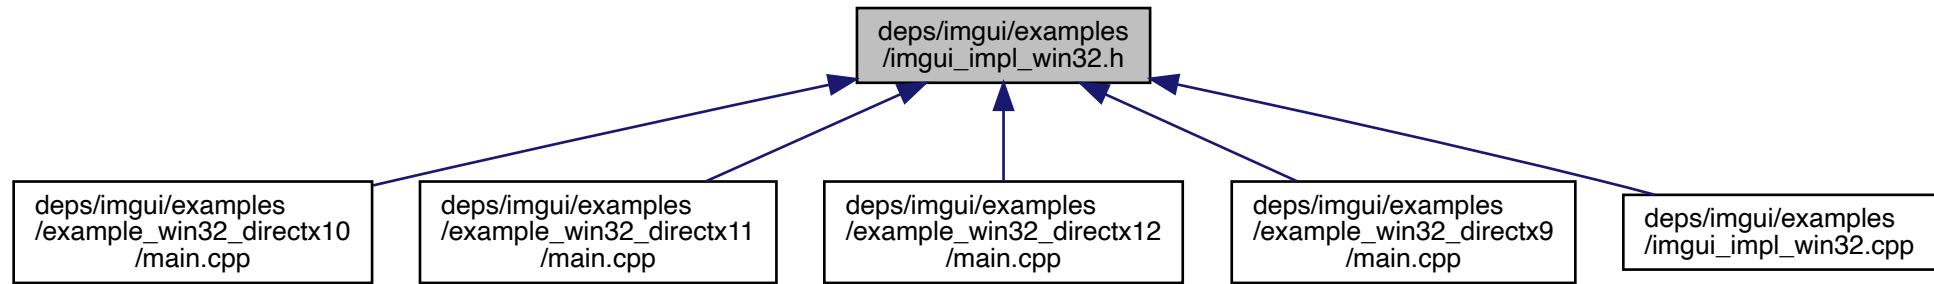 deps/imgui/examples
/imgui_impl_win32.h
deps/imgui/examples
/example_win32_directx10
/main.cpp
deps/imgui/examples
/example_win32_directx11
/main.cpp
deps/imgui/examples
/example_win32_directx12
/main.cpp
deps/imgui/examples
/example_win32_directx9
/main.cpp
deps/imgui/examples
/imgui_impl_win32.cpp